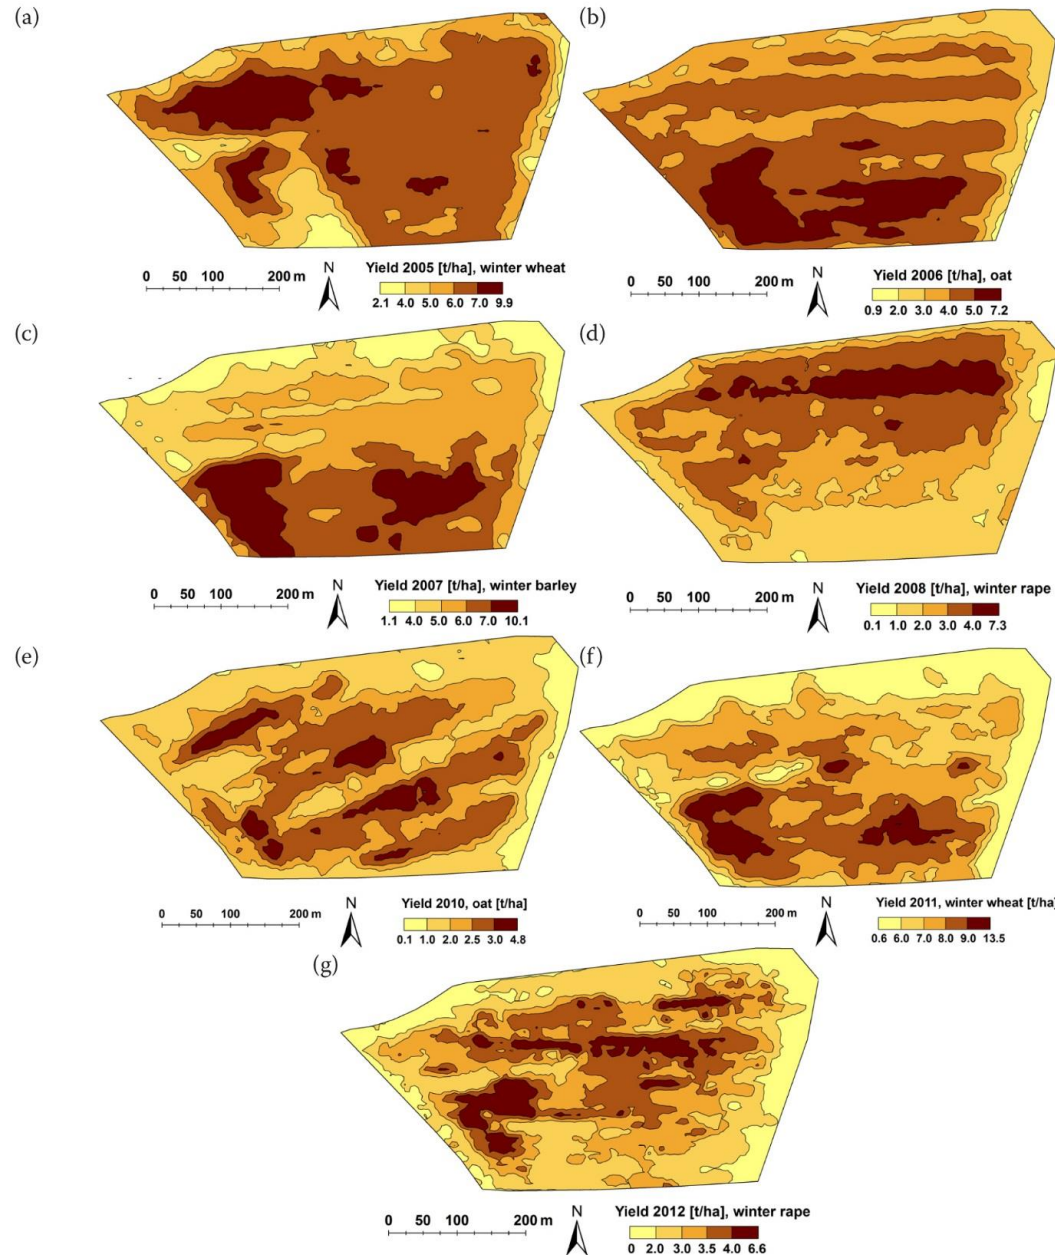 (a)
(b)
N
0 50 100 200 m
Yield 2005 [t/ha], winter wheat
2.1 4.0 5.0 6.0 7.0 9.9
N
0 50 100 200 m
Yield 2006 [t/ha], oat
0.9 2.0 3.0 4.0 5.0 7.2
(c)
(d)
N
0 50 100 200 m
Yield 2007 [t/ha], winter barley
1.1 4.0 5.0 6.0 7.0 10.1
N
0 50 100 200 m
Yield 2008 [t/ha], winter rape
0.1 1.0 2.0 3.0 4.0 7.3
(e)
(f)
N
0 50 100 200 m
Yield 2010, oat [t/ha]
0.1 1.0 2.0 2.5 3.0 4.8
N
0 50 100 200 m
Yield 2011, winter wheat [t/ha]
0.6 6.0 7.0 8.0 9.0 13.5
(g)
N
0 50 100 200 m
Yield 2012 [t/ha], winter rape
0 2.0 3.0 3.5 4.0 6.6